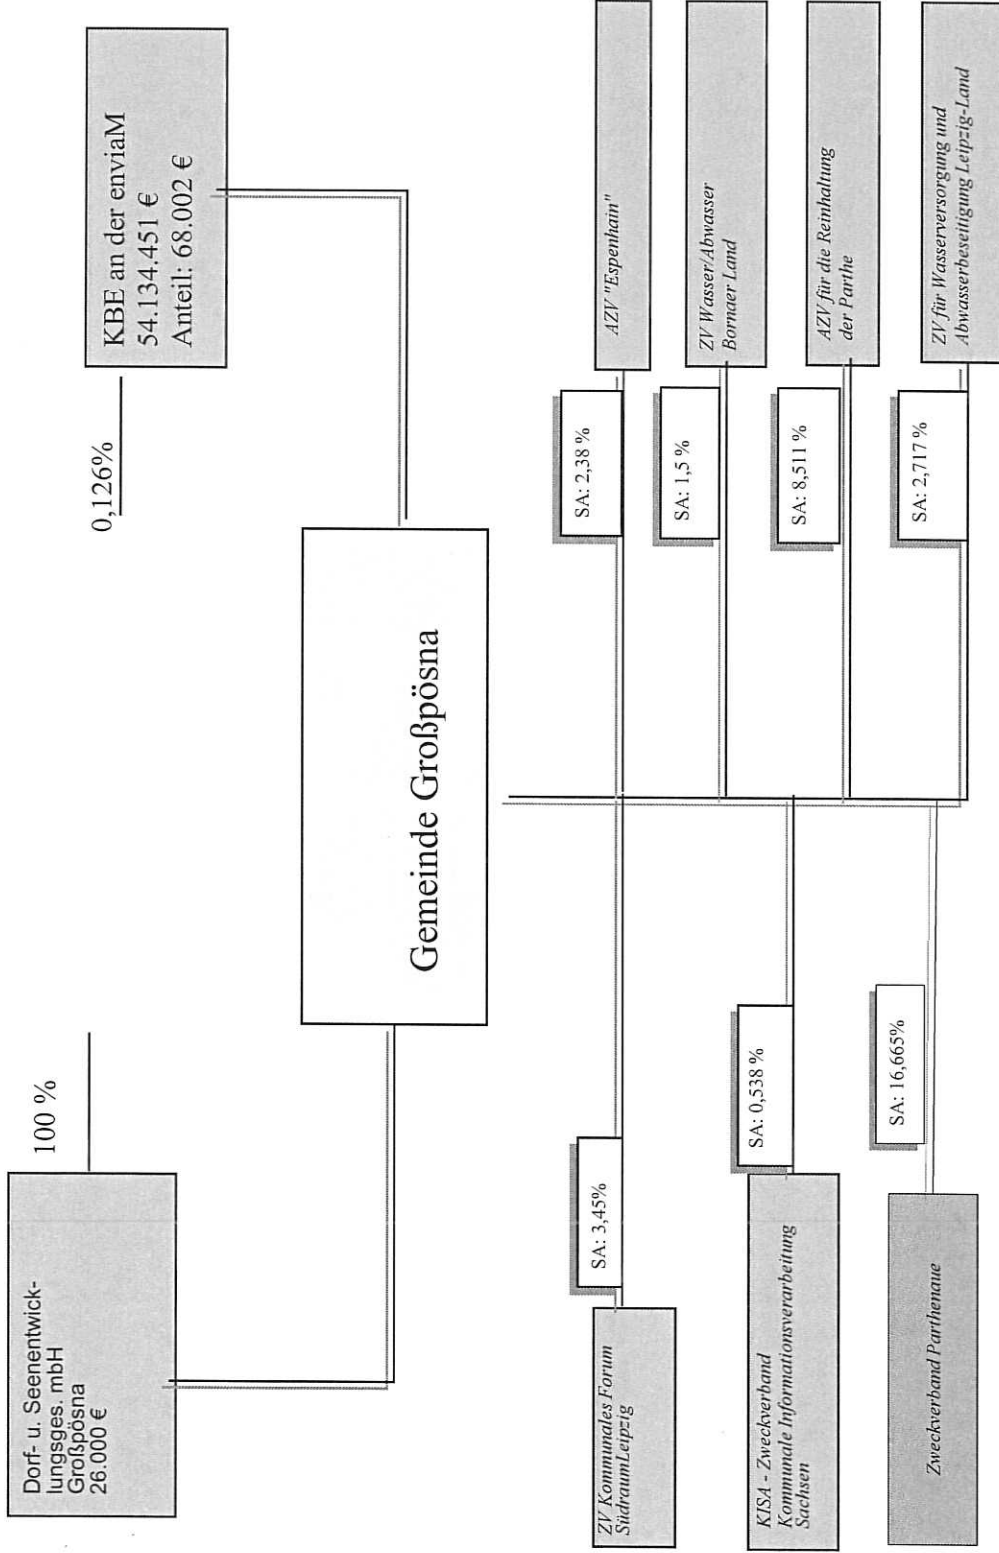 Dorf- u. Seenentwick-
lungsges. mbH
Großpösna
26.000 €
100 %
0,126%
KBE an der enviaM
54.134.451 €
Anteil: 68.002 €
Gemeinde Großpösna
ZV Kommunales Forum
SüdraumLeipzig
SA: 3,45%
SA: 2,38 %
AZV "Espenhain"
SA: 1,5 %
ZV Wasser/Abwasser
Bornaer Land
KISA - Zweckverband
Kommunale Informationsverarbeitung
Sachsen
SA: 0,538 %
SA: 8,511 %
AZV für die Reinhaltung
der Parthe
Zweckverband Parthenaue
SA: 16,665%
SA: 2,717 %
ZV für Wasserversorgung und
Abwasserbeseitigung Leipzig-Land